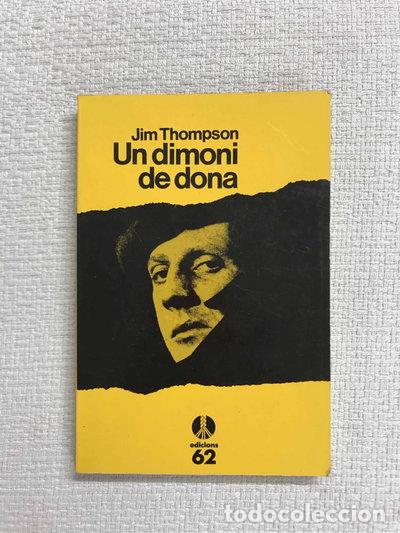 Jim Thompson
Un dimoni
de dona
edicions
62
todocoleccion